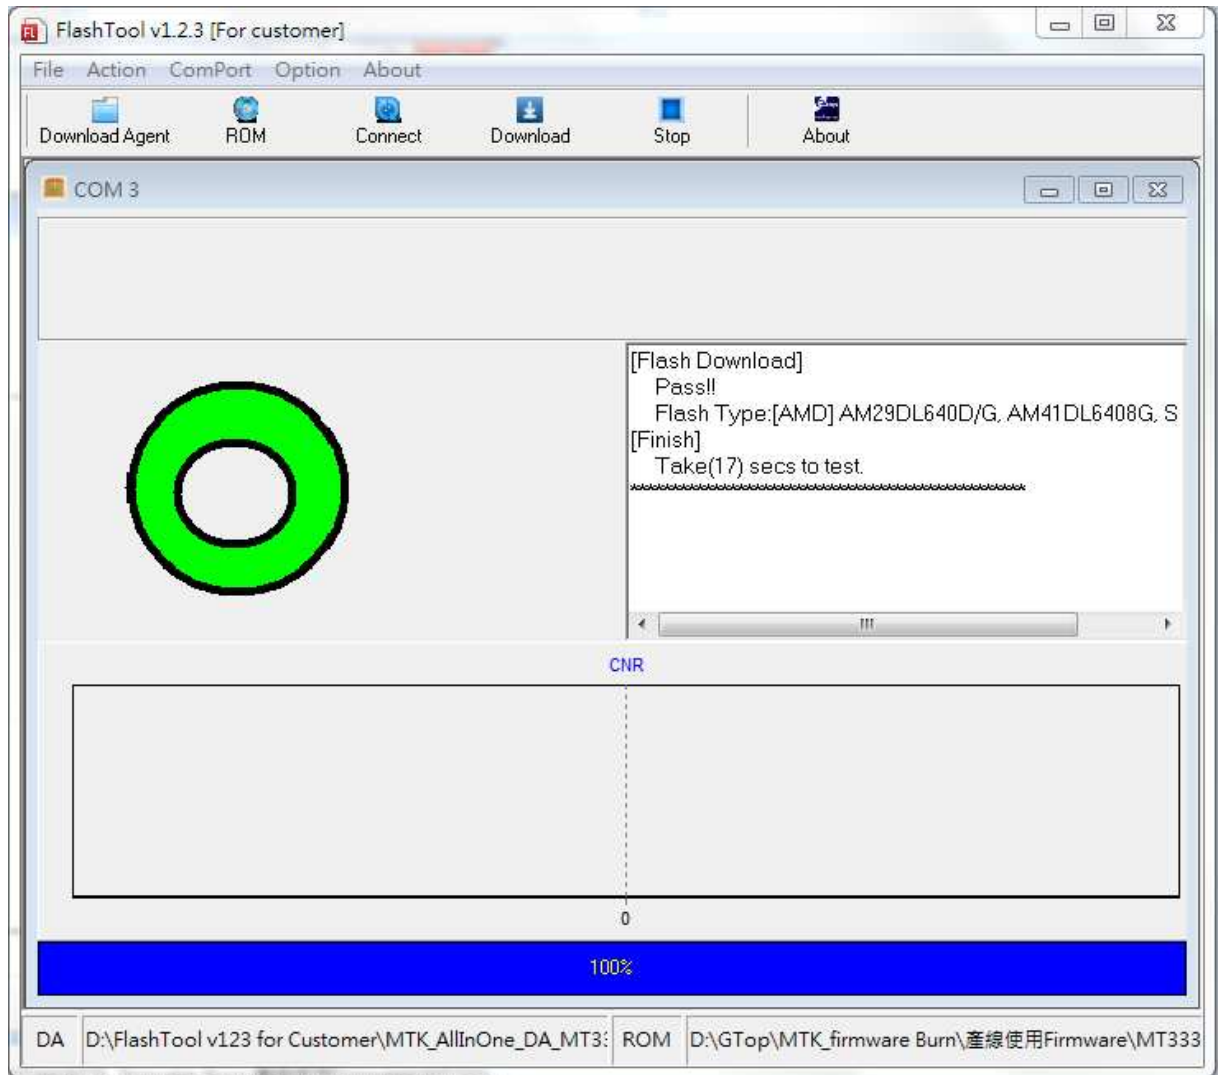 FlashTool v1.2.3 [For customer]
File Action ComPort Option About
Download Agent ROM Connect Download Stop About
COM 3
[Flash Download]
Pass!!
Flash Type:[AMD] AM29DL640D/G, AM41DL6408G, S
[Finish]
Take(17) secs to test.
CNR
0
100%
DA D:\FlashTool v123 for Customer\MTK_AllInOne_DA_MT3 ROM D:\GTop\MTK_firmware Burn\產線使用Firmware\MT333